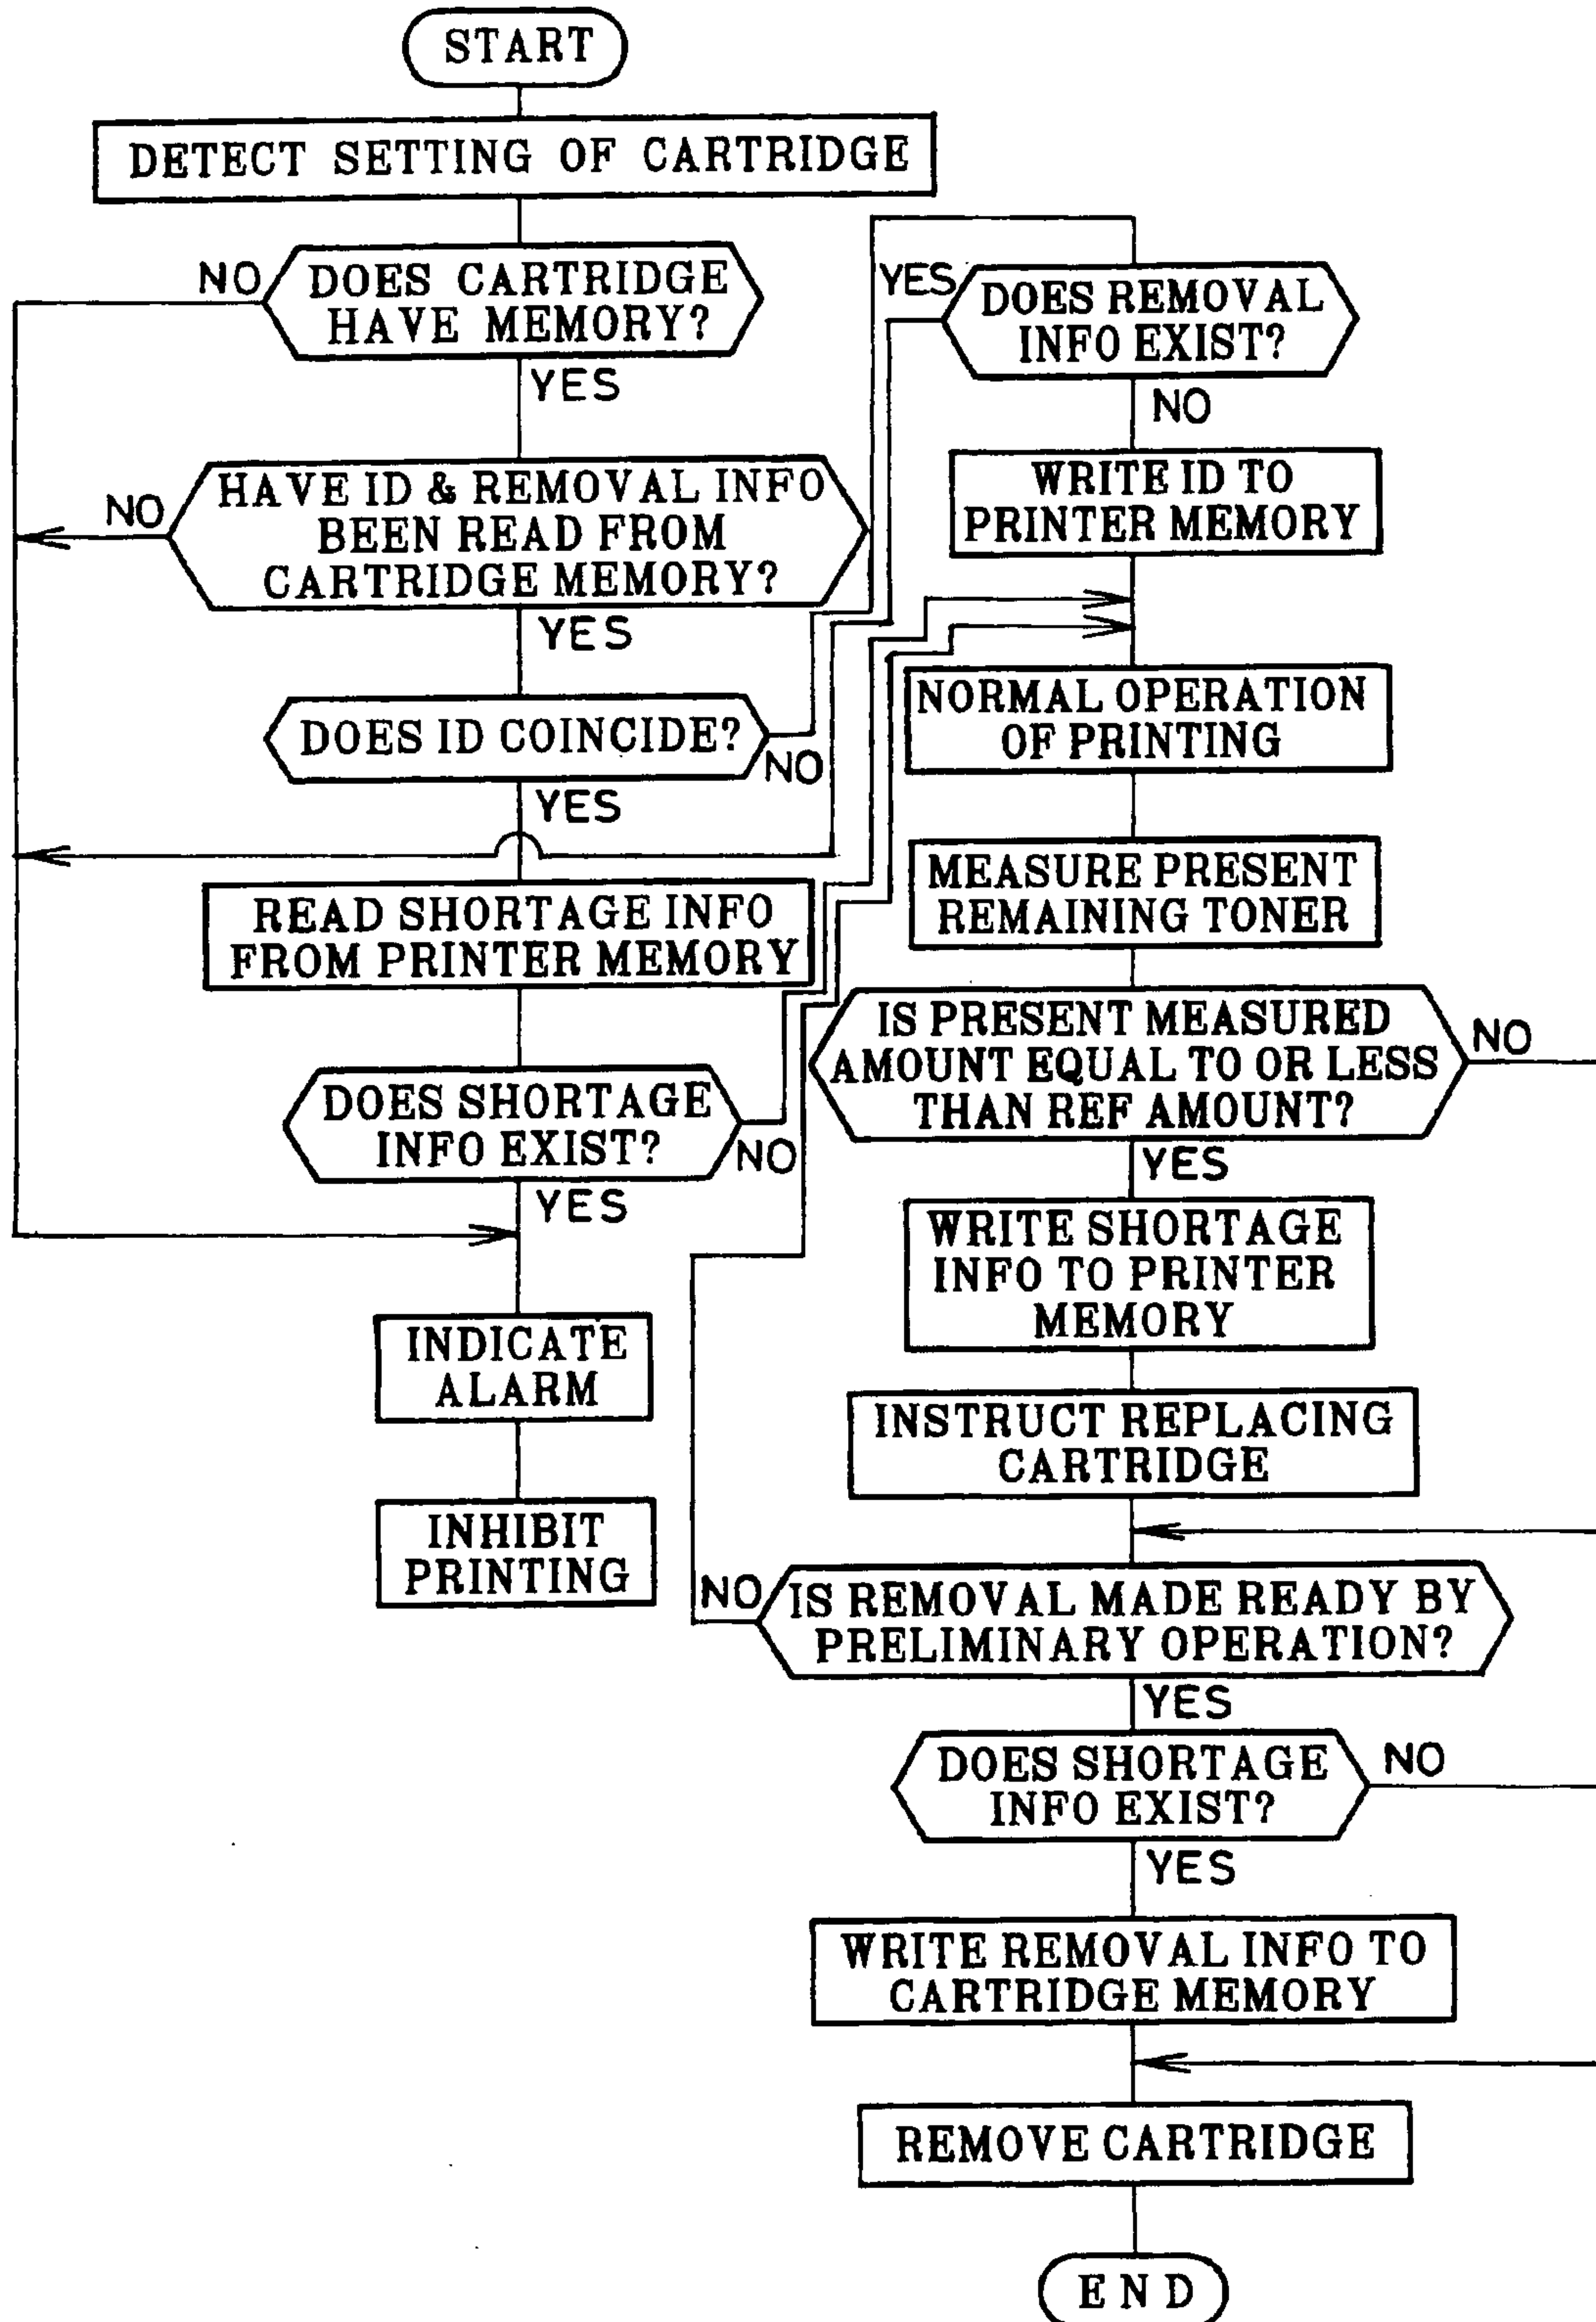 START
DETECT SETTING OF CARTRIDGE
NO
DOES CARTRIDGE
HAVE MEMORY?
YES
NO
HAVE ID & REMOVAL INFO
BEEN READ FROM
CARTRIDGE MEMORY?
YES
DOES ID COINCIDE?
NO
YES
READ SHORTAGE INFO
FROM PRINTER MEMORY
DOES SHORTAGE
INFO EXIST?
NO
YES
INDICATE
ALARM
INHIBIT
PRINTING
YES
DOES REMOVAL
INFO EXIST?
NO
WRITE ID TO
PRINTER MEMORY
NORMAL OPERATION
OF PRINTING
MEASURE PRESENT
REMAINING TONER
IS PRESENT MEASURED
AMOUNT EQUAL TO OR LESS
THAN REF AMOUNT?
NO
YES
WRITE SHORTAGE
INFO TO PRINTER
MEMORY
INSTRUCT REPLACING
CARTRIDGE
NO
IS REMOVAL MADE READY BY
PRELIMINARY OPERATION?
YES
DOES SHORTAGE
INFO EXIST?
NO
YES
WRITE REMOVAL INFO TO
CARTRIDGE MEMORY
REMOVE CARTRIDGE
END